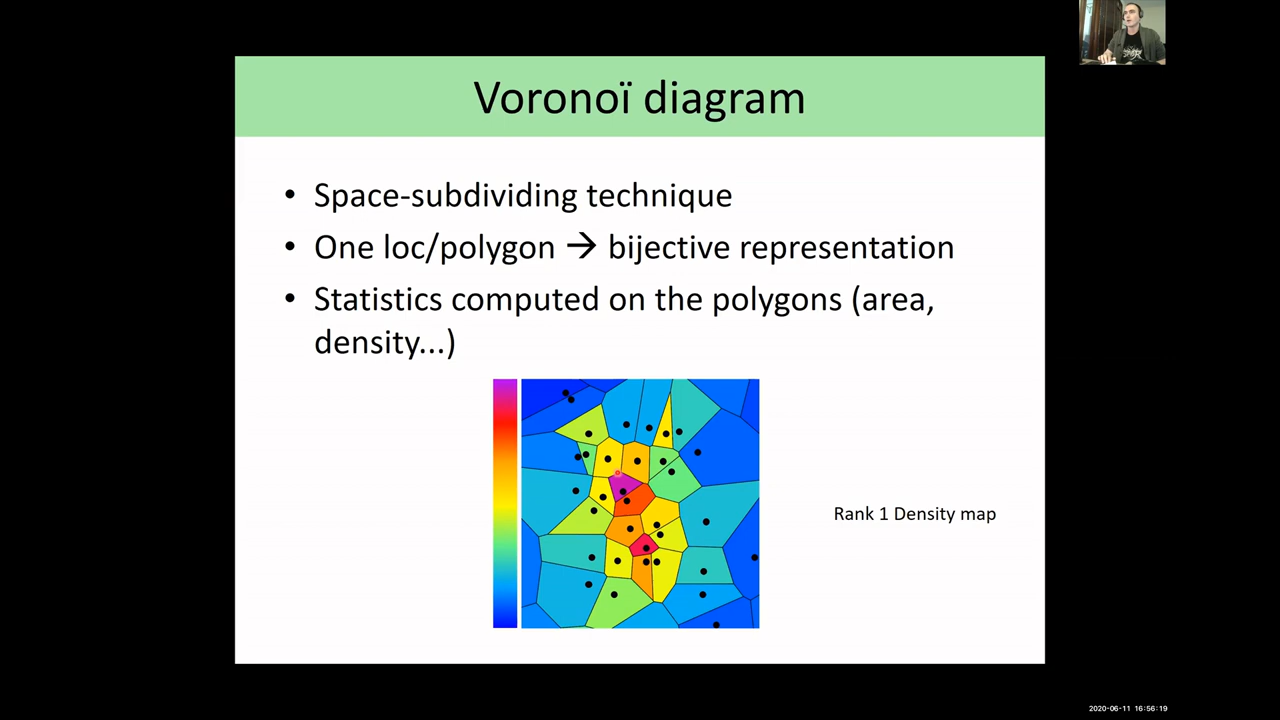 Voronoï diagram
• Space-subdividing technique
• One loc/polygon → bijective representation
• Statistics computed on the polygons (area,
density...)
Rank 1 Density map
2020-06-11 16:56:19